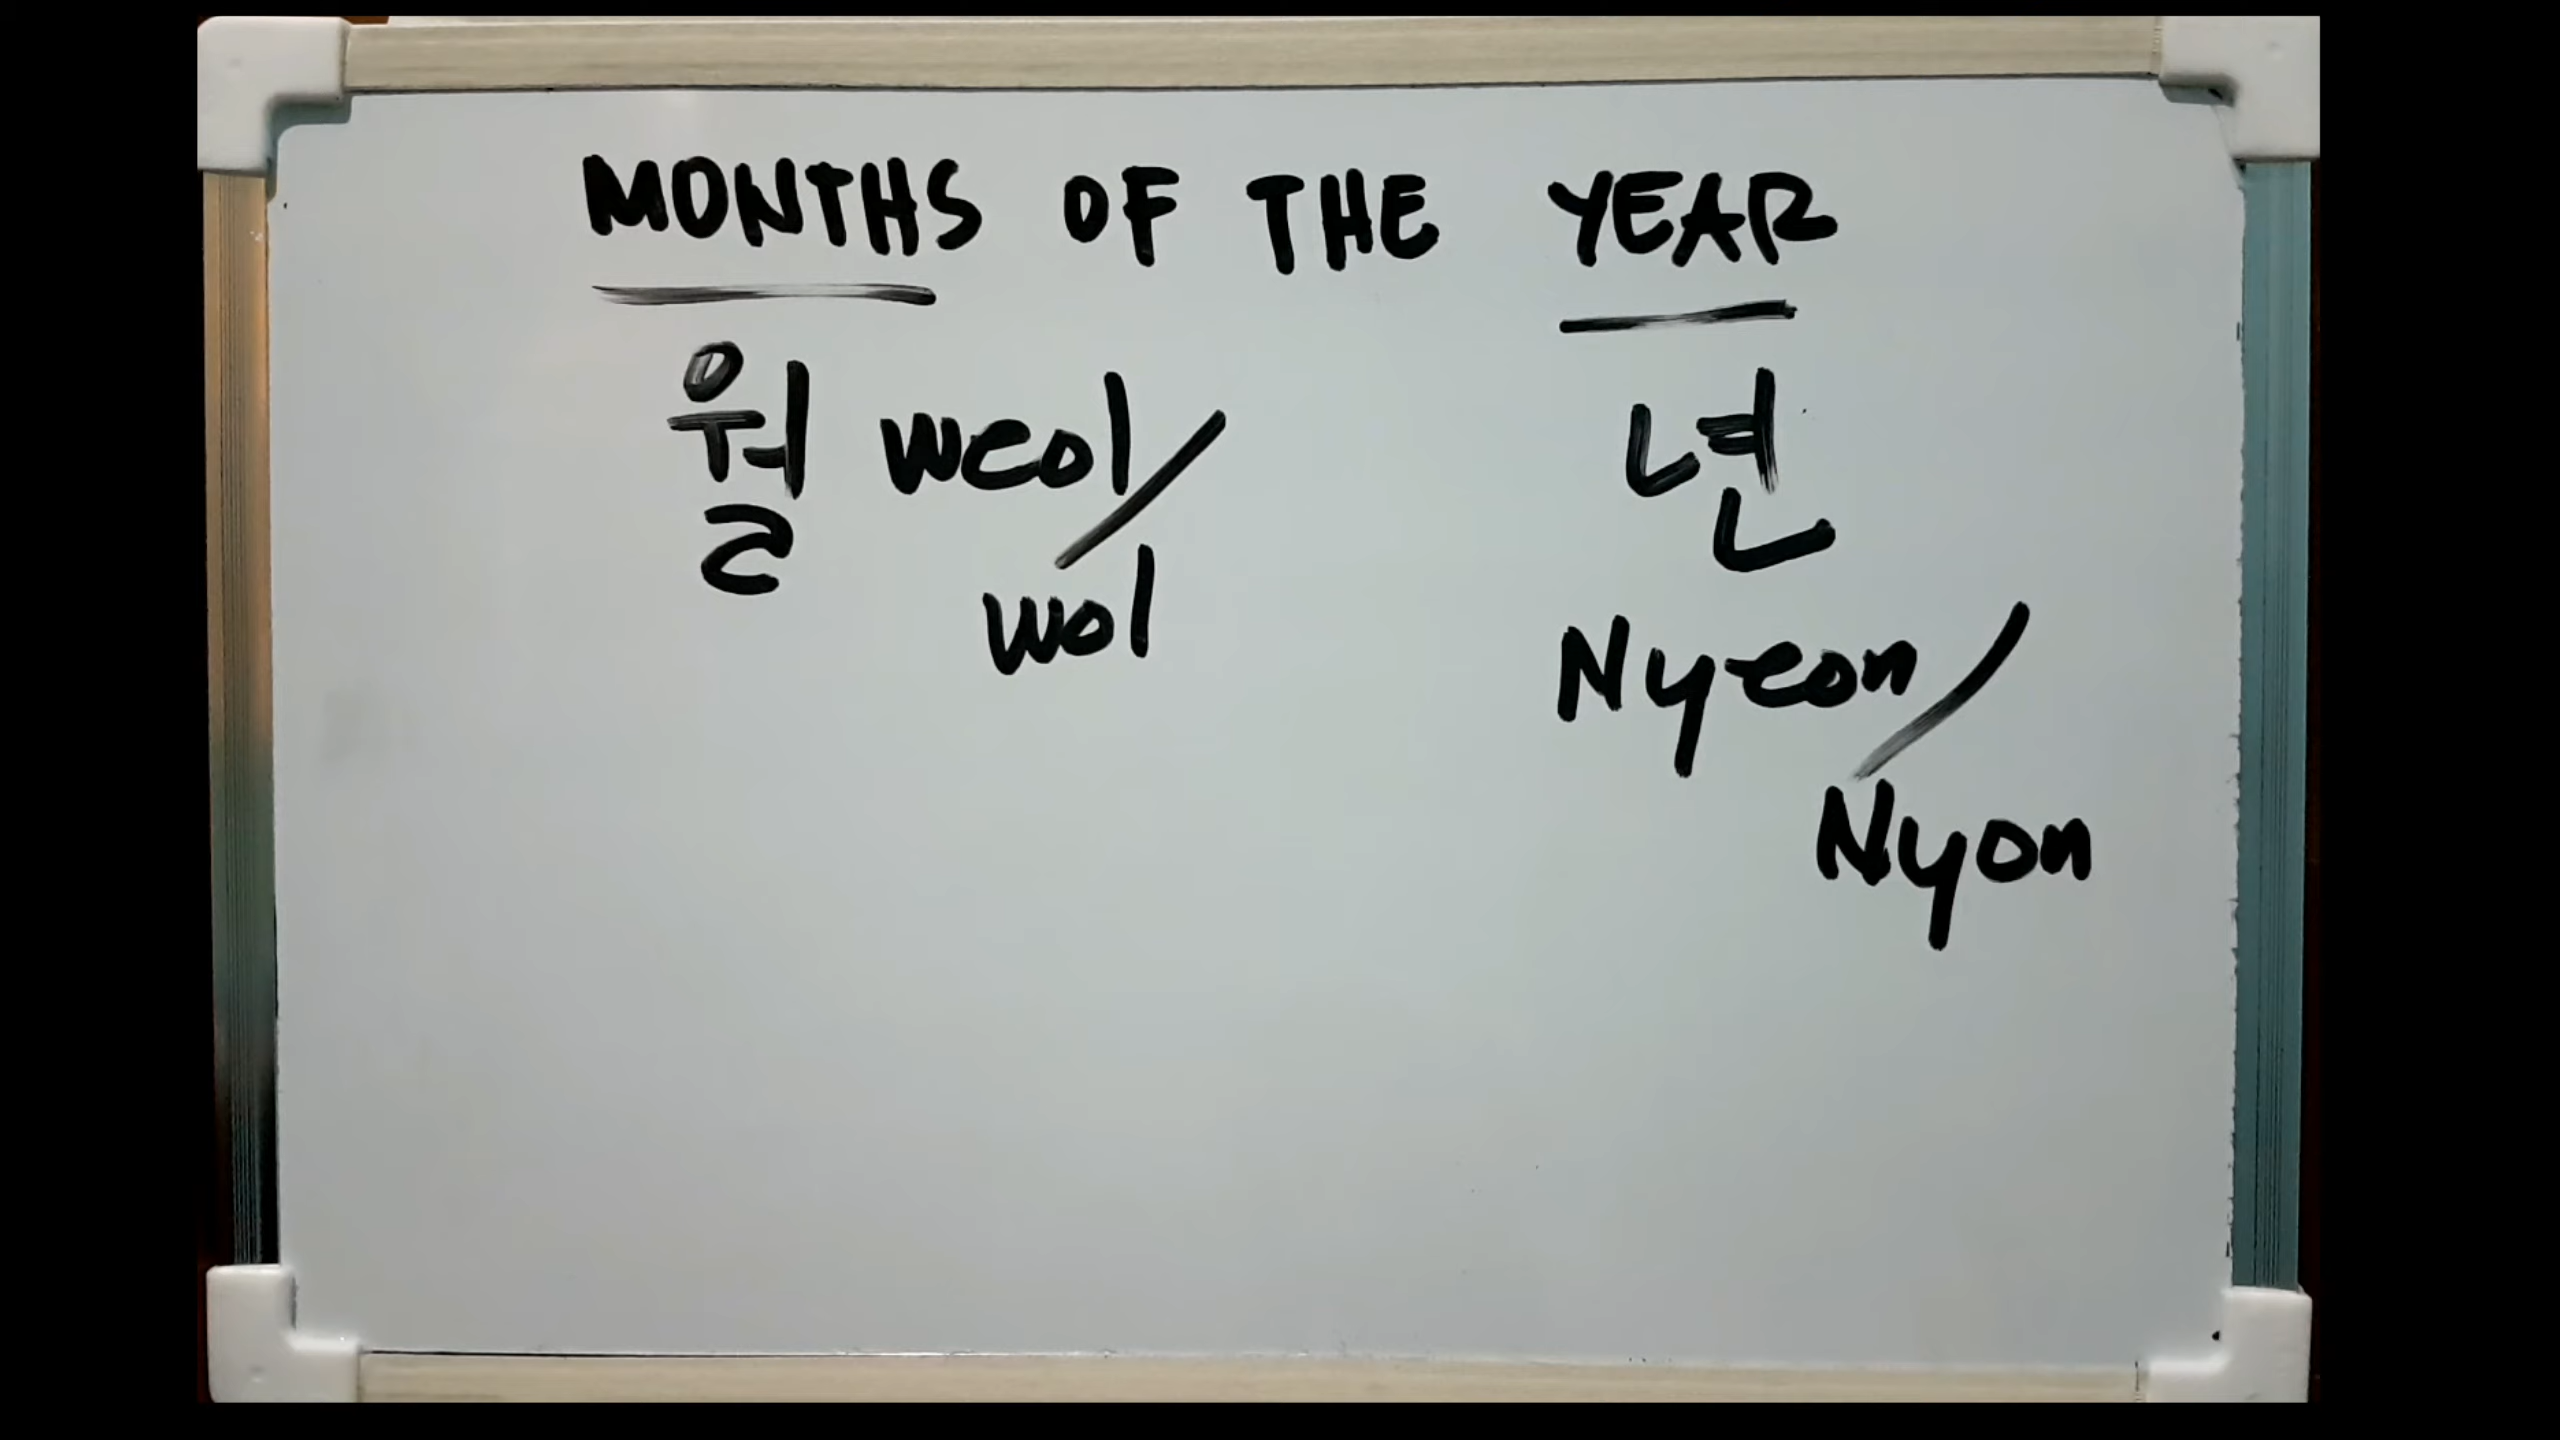 MONTHS OF THE YEAR
월 weol/
wol
년
Nyeon/
Nyon